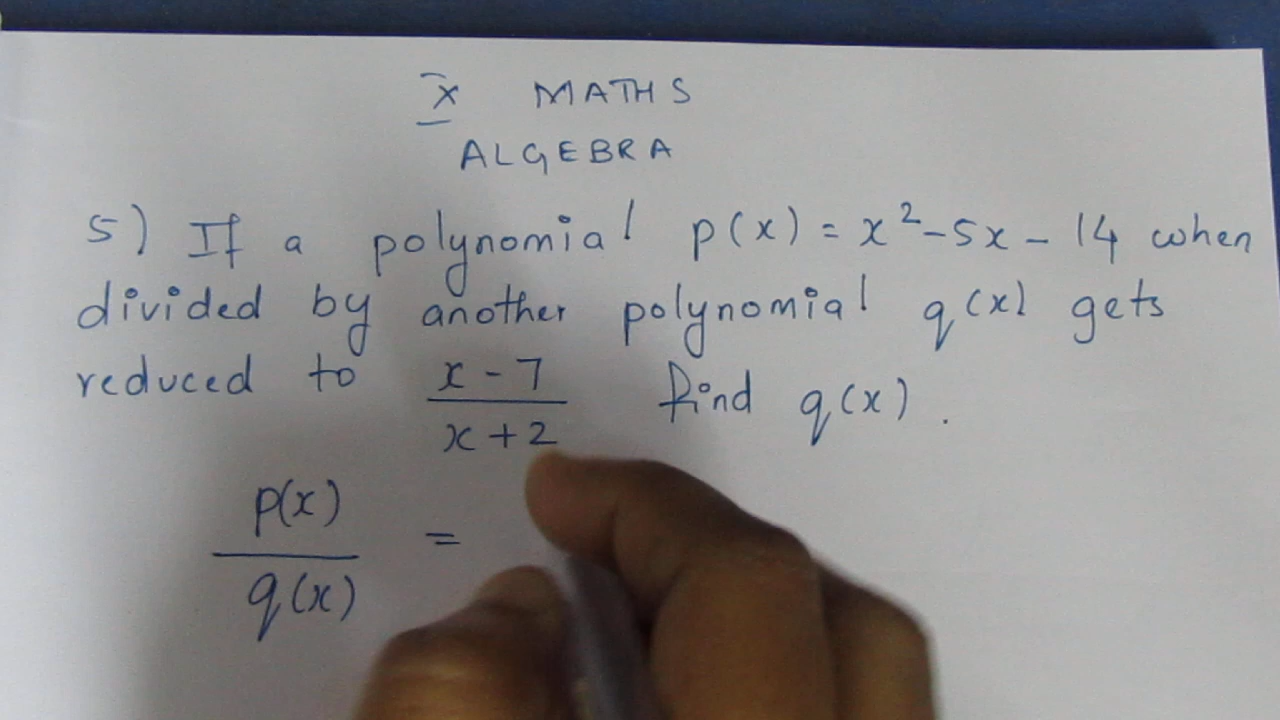 X MATHS
ALGEBRA
5) If a polynomial p(x) = x²-5x-14 when
divided by another polynomial q(x) gets
reduced to x-7/x+2 find q(x).
p(x)/q(x) =